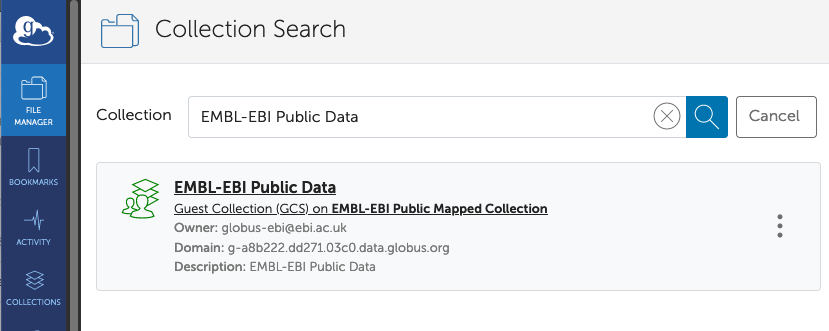 g
Collection Search
FILE
MANAGER
BOOKMARKS
ACTIVITY
COLLECTIONS
Collection
EMBL-EBI Public Data
Cancel
EMBL-EBI Public Data
Guest Collection (GCS) on EMBL-EBI Public Mapped Collection
Owner: globus-ebi@ebi.ac.uk
Domain: g-a8b222.dd271.03c0.data.globus.org
Description: EMBL-EBI Public Data